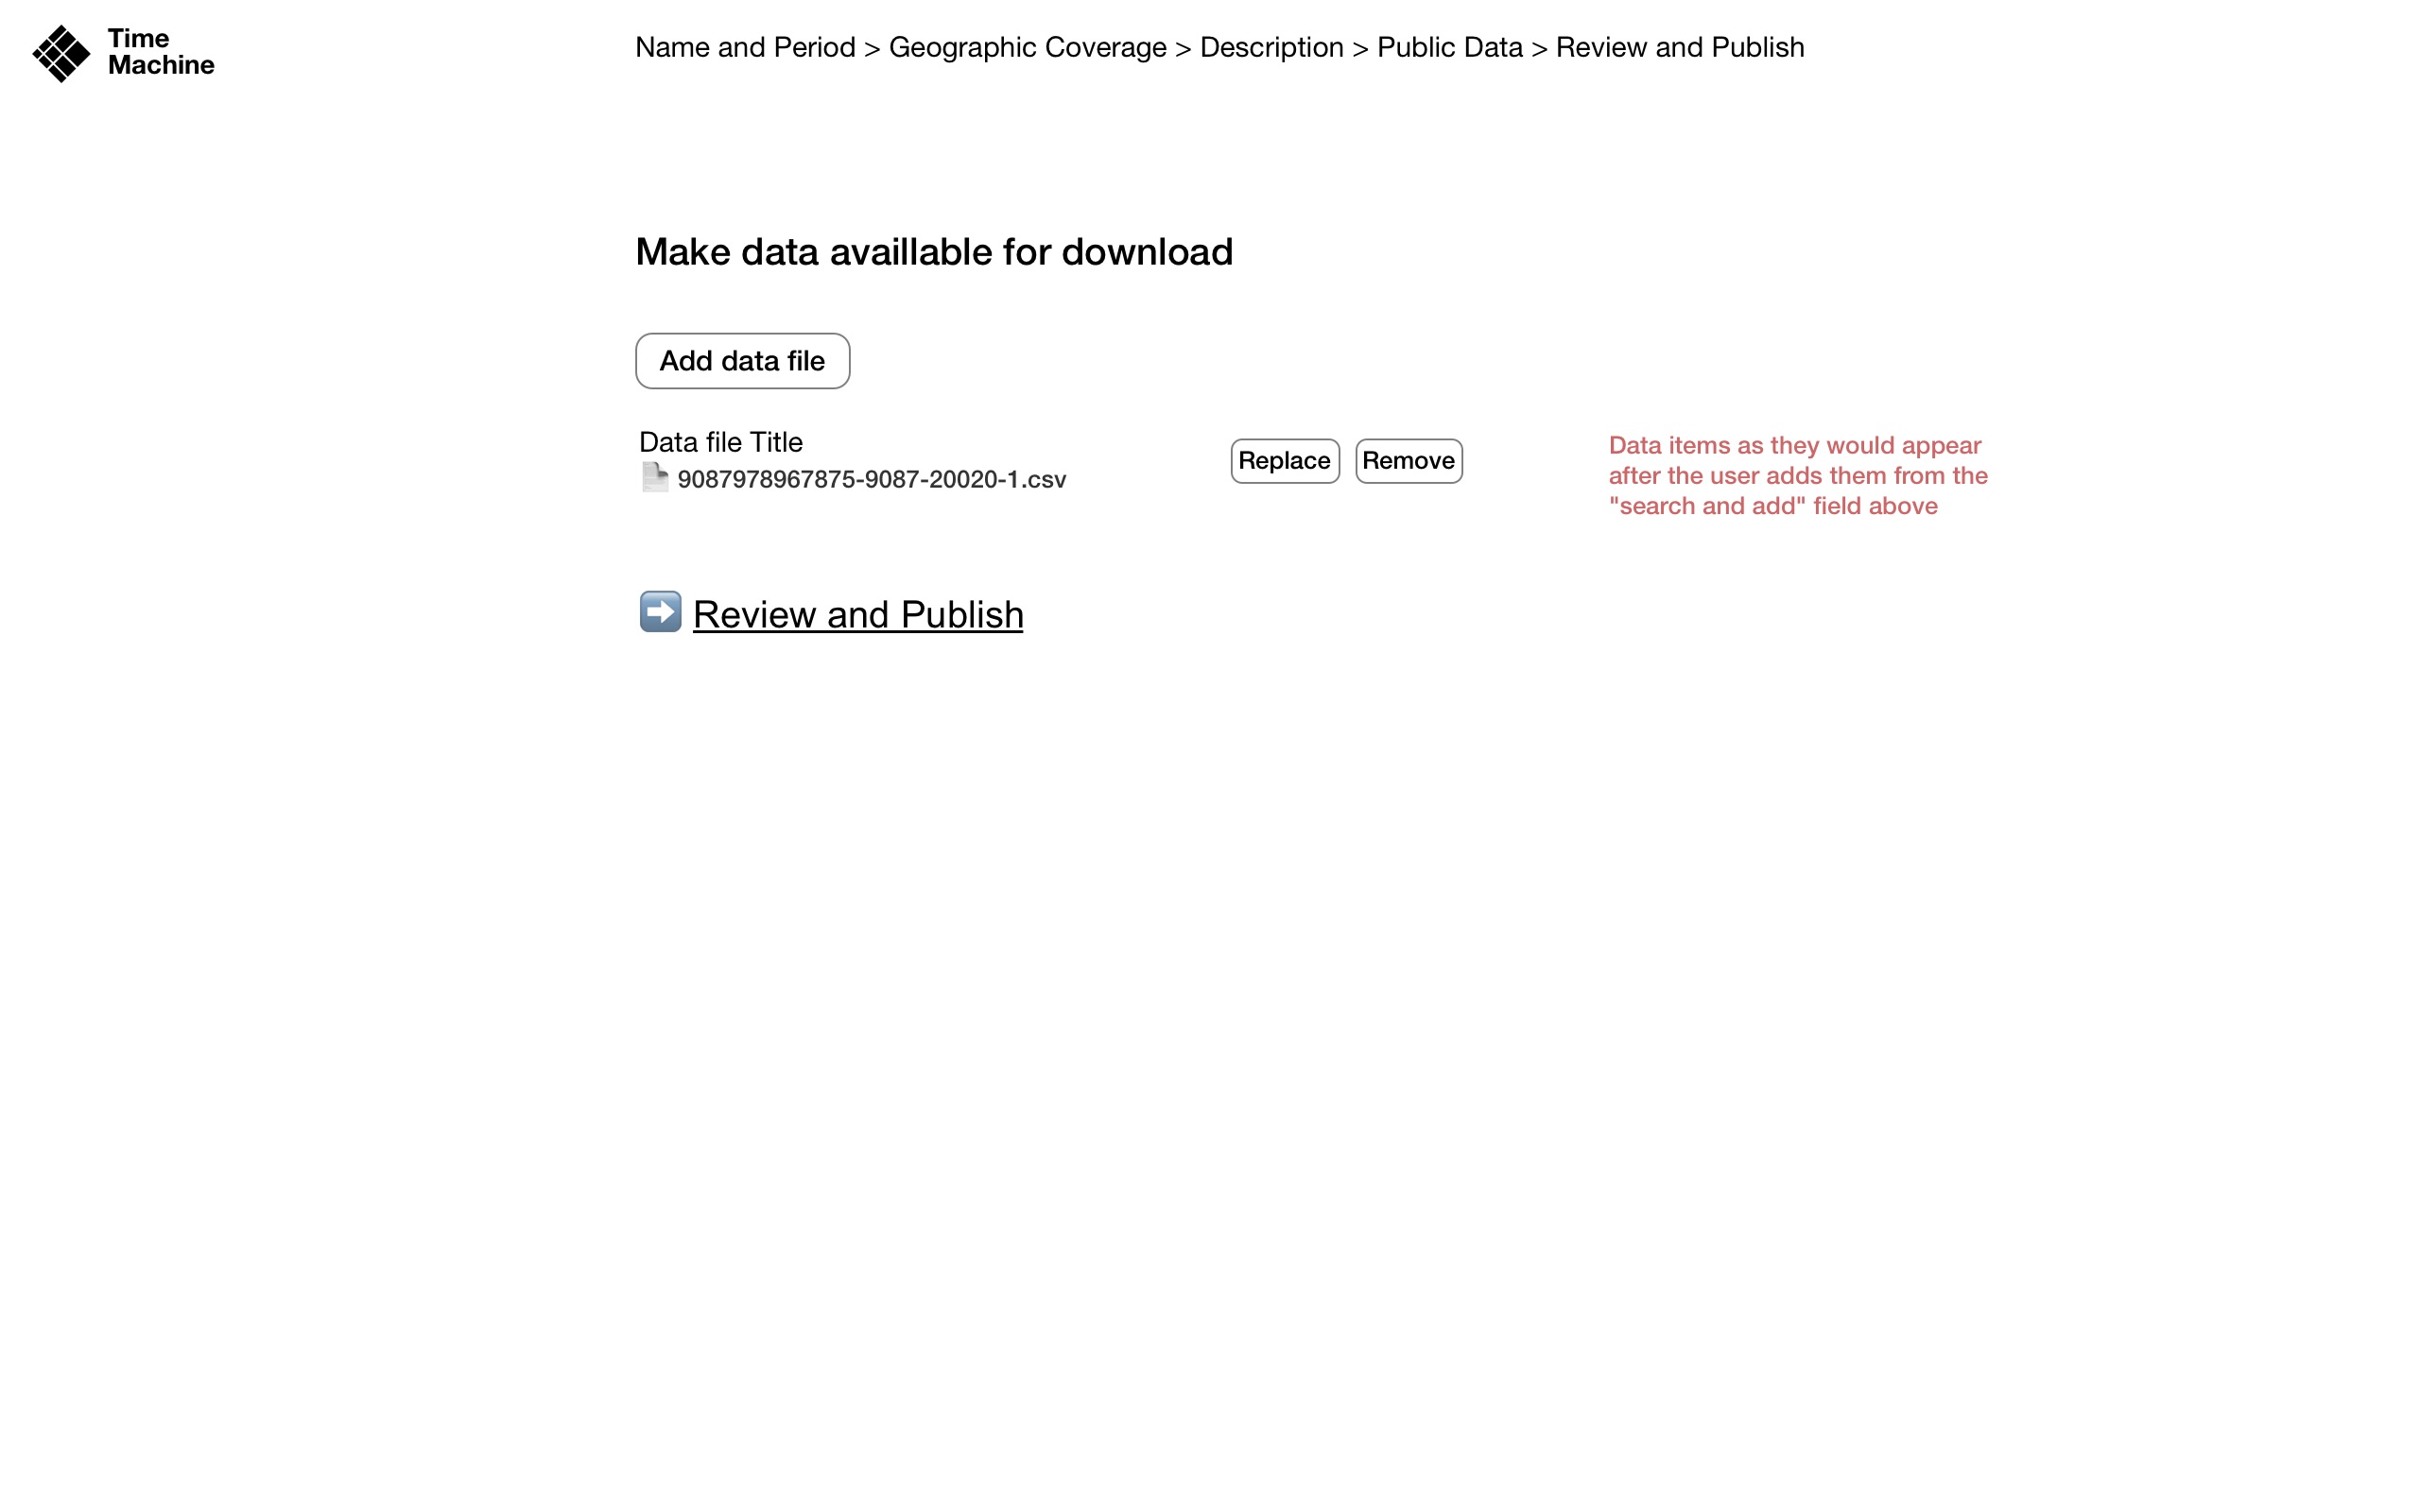 Time
Machine
Name and Period > Geographic Coverage > Description > Public Data > Review and Publish
Make data availlable for download
Add data file
Data file Title
9087978967875-9087-20020-1.csv
Replace
Remove
Data items as they would appear
after the user adds them from the
"search and add" field above
Review and Publish